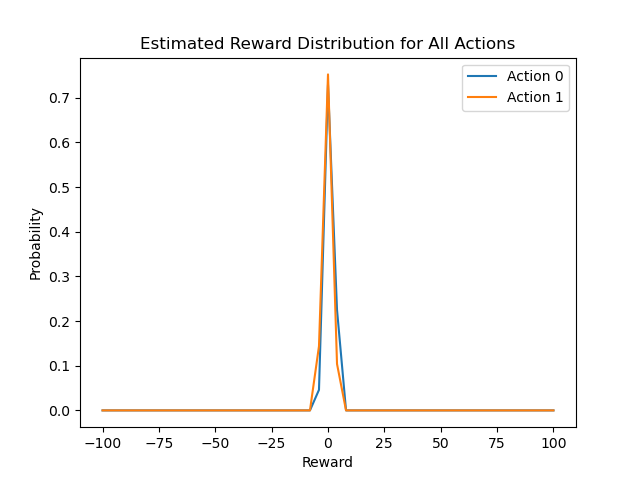 Estimated Reward Distribution for All Actions
Action 0
Action 1
Probability
0.7
0.6
0.5
0.4
0.3
0.2
0.1
0.0
−100 −75 −50 −25 0 25 50 75 100
Reward